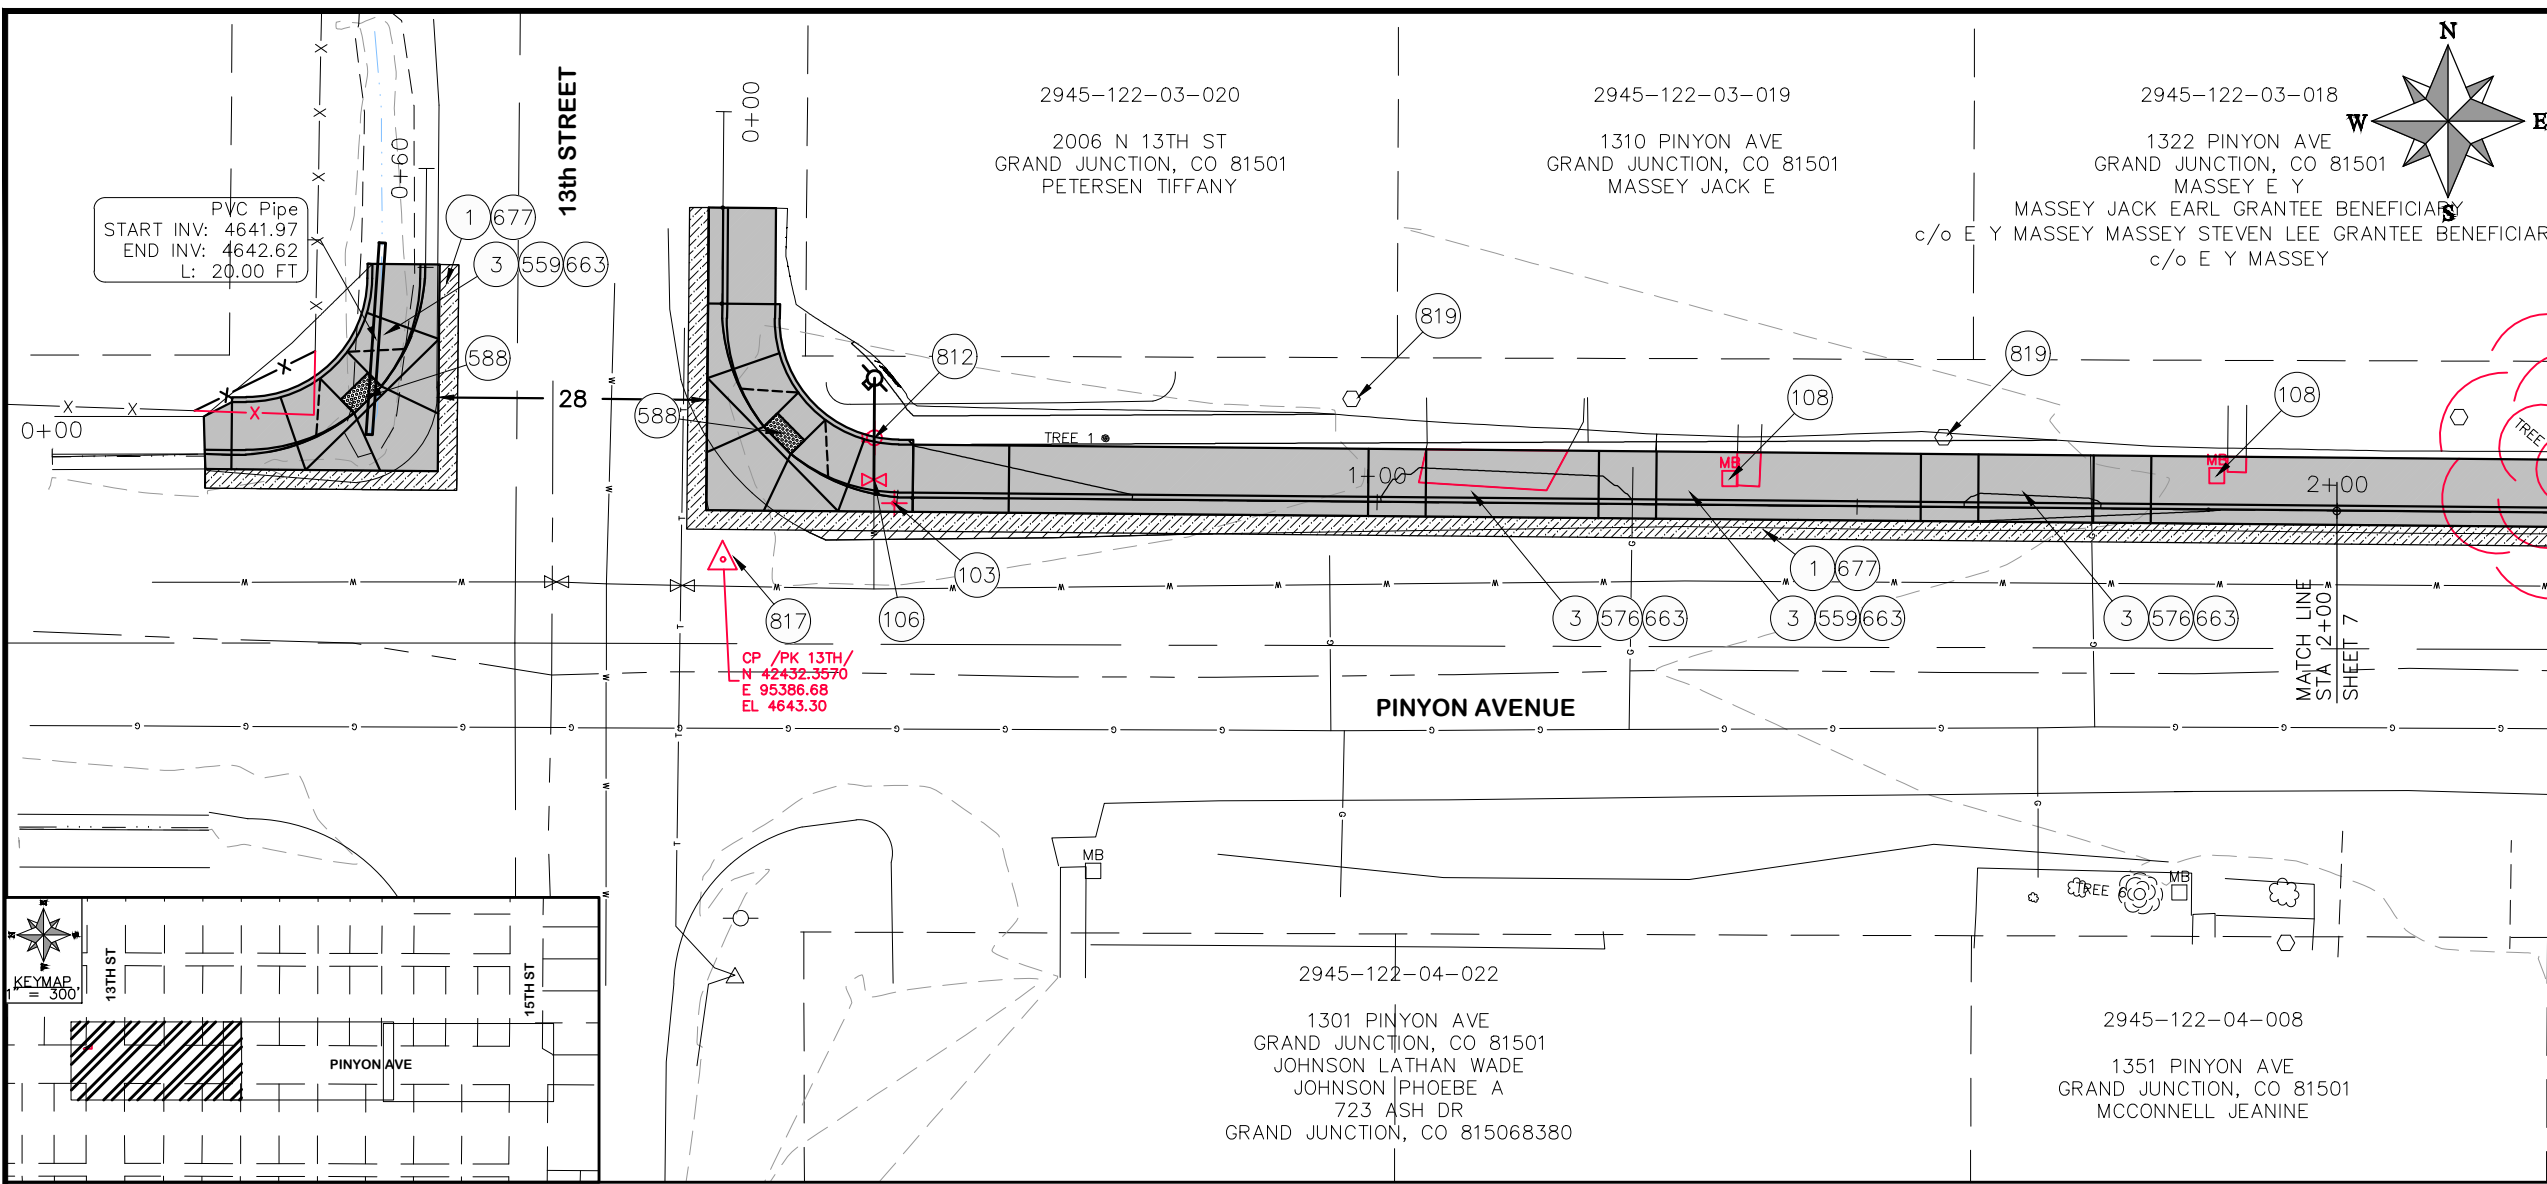 N
W
E
S
13th STREET
0+00
0+60
2945-122-03-020
2006 N 13TH ST
GRAND JUNCTION, CO 81501
PETERSEN TIFFANY
2945-122-03-019
1310 PINYON AVE
GRAND JUNCTION, CO 81501
MASSEY JACK E
2945-122-03-018
1322 PINYON AVE
GRAND JUNCTION, CO 81501
MASSEY E Y
MASSEY JACK EARL GRANTEE BENEFICIARY
c/o E Y MASSEY MASSEY STEVEN LEE GRANTEE BENEFICIAR
c/o E Y MASSEY
PVC Pipe
START INV: 4641.97
END INV: 4642.62
L: 20.00 FT
1 677
3 559 663
588
28
588
812
819
819
108
108
0+00
TREE 1
MB
MB
TREE
1+00
2+00
103
106
817
1 677
3 576 663
3 559 663
3 576 663
CP /PK 13TH/
N 42432.3570
E 95386.68
EL 4643.30
MATCH LINE
STA 2+00
SHEET 7
PINYON AVENUE
MB
MB
TREE 6
2945-122-04-022
1301 PINYON AVE
GRAND JUNCTION, CO 81501
JOHNSON LATHAN WADE
JOHNSON PHOEBE A
723 ASH DR
GRAND JUNCTION, CO 815068380
2945-122-04-008
1351 PINYON AVE
GRAND JUNCTION, CO 81501
MCCONNELL JEANINE
KEYMAP
1" = 300'
13TH ST
15TH ST
PINYON AVE